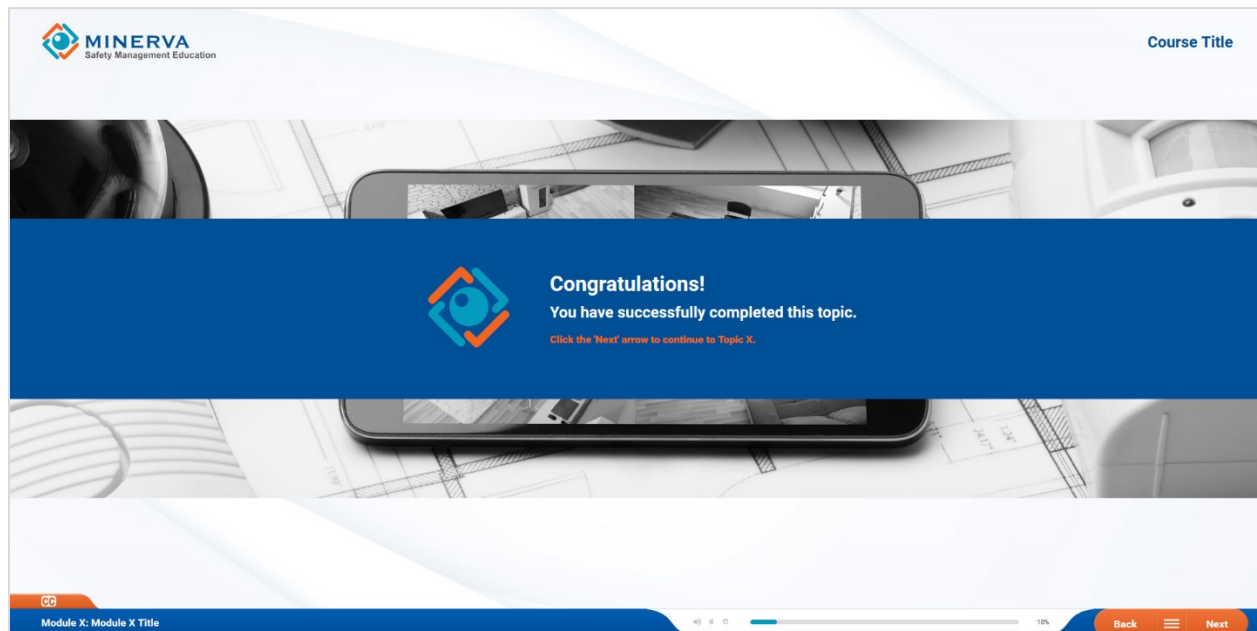 MINERVA
Safety Management Education
Course Title
Congratulations!
You have successfully completed this topic.
Click the 'Next' arrow to continue to Topic X.
CC
Module X: Module X Title
10%
Back
Next